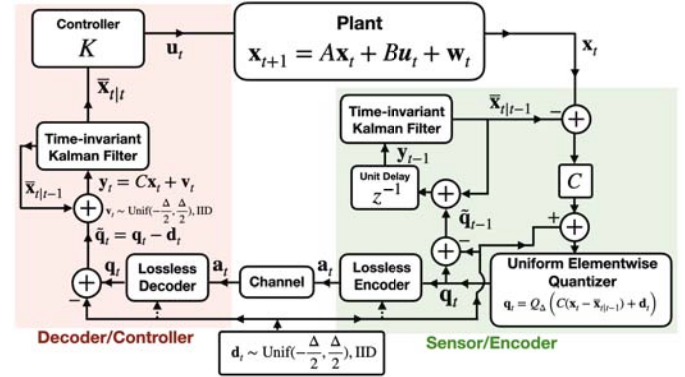 Controller
K
u_t
Plant
x_{t+1} = Ax_t + Bu_t + w_t
x_t
x̄_{t|t}
Time-invariant
Kalman Filter
x̄_{t|t-1}
y_t = Cx_t + v_t
v_t ~ Unif(-Δ/2, Δ/2), IID
q̃_t = q_t - d_t
q_t
−
Lossless
Decoder
a_t
Channel
a_t
Lossless
Encoder
q_t
Time-invariant
Kalman Filter
x̄_{t|t-1}
−
+
y_{t-1}
Unit Delay
z^{-1}
+
q̃_{t-1}
−
+
C
+
+
Uniform Elementwise
Quantizer
q_t = Q_Δ(C(x_t - x̄_{t|t-1}) + d_t)
+
+
Decoder/Controller
Sensor/Encoder
d_t ~ Unif(-Δ/2, Δ/2), IID